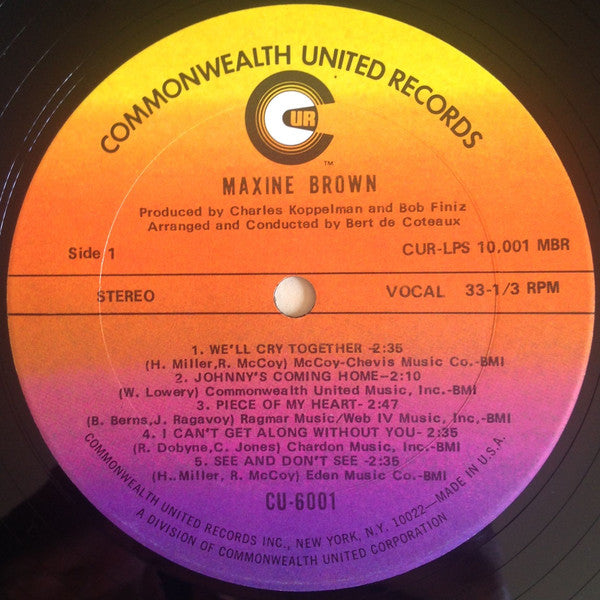 COMMONWEALTH UNITED RECORDS
CUR
TM
MAXINE BROWN
Produced by Charles Koppelman and Bob Finiz
Arranged and Conducted by Bert de Coteaux
Side 1 CUR-LPS 10,001 MBR
STEREO VOCAL 33-1/3 RPM
1. WE'LL CRY TOGETHER -2:35
(H. Miller,R. McCoy) McCoy-Chevis Music Co.-BMI
2. JOHNNY'S COMING HOME-2:10
(W. Lowery) Commonwealth United Music, Inc.-BMI
3. PIECE OF MY HEART- 2:47
(B. Berns,J. Ragavoy) Ragmar Music/Web IV Music, Inc,-BMI
4. I CAN'T GET ALONG WITHOUT YOU- 2:35
(R. Dobyne,C. Jones) Chardon Music, Inc.-BMI
5. SEE AND DON'T SEE -2:35
(H. Miller, R. McCoy) Eden Music Co.-BMI
CU-6001
COMMONWEALTH UNITED RECORDS INC., NEW YORK, N.Y. 10022—MADE IN U.S.A.
A DIVISION OF COMMONWEALTH UNITED CORPORATION